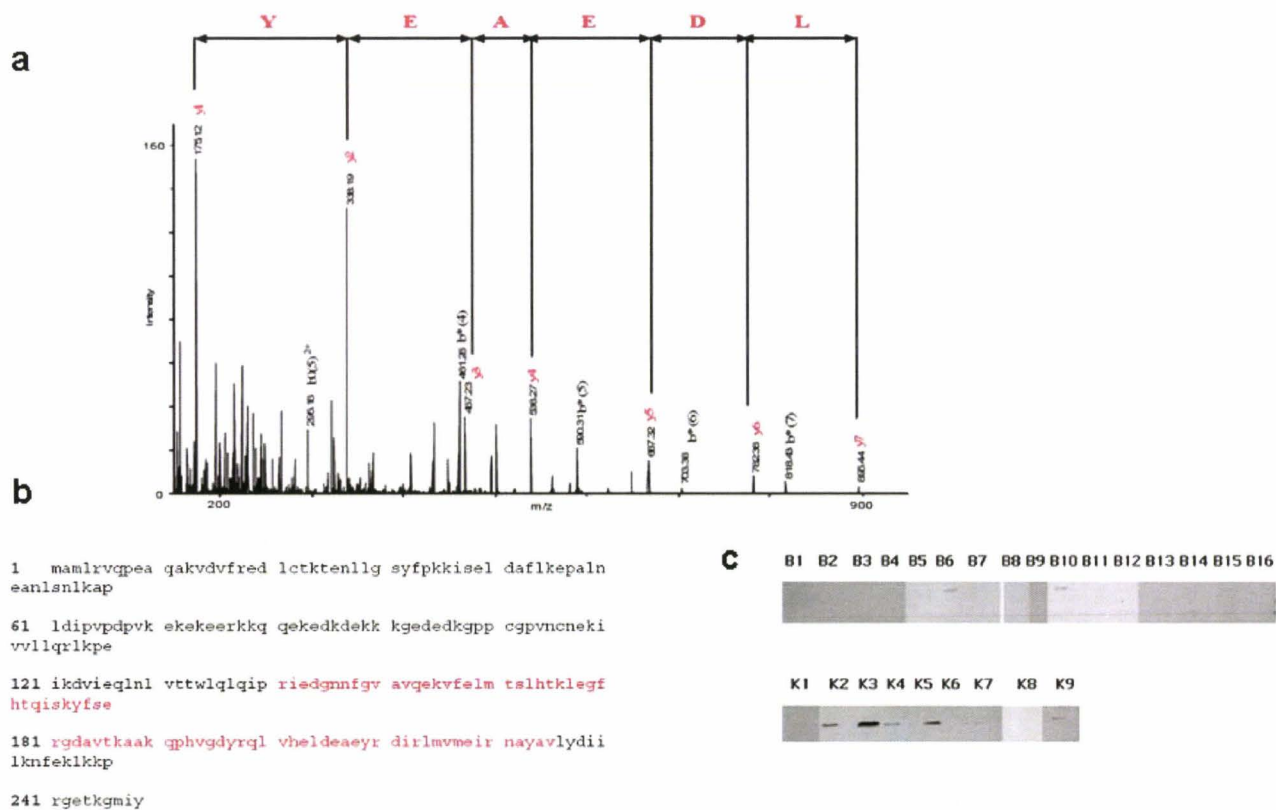 Y E A E D L
a
160
Intensity
0
175.12 y1
295.16 b0(5) 2+
338.19 y2
461.28 b*(4)
467.23 y3
538.27 y4
590.31 b*(5)
667.32 y5
703.38 b*(6)
782.36 y6
818.43 b*(7)
895.44 y7
200 m/z 900
b
1 mamlrvqpea qakvdvfred lctktenllg syfpkkisel daflkepaln
eanlsnlkap
61 ldipvpdpvk ekekeerkkq qekedkdekk kgededkgpp cgpvncneki
vvllqrlkpe
121 ikdvieqlnl vttwlqlqip riedgnnfgv avqekvfelm tslhtklegf
htqiskyfse
181 rgdavtkaak qphvgdyrql vheldeaeyr dirlmvmeir nayavlydii
lknfeklkkp
241 rgetkgmiy
c
B1 B2 B3 B4 B5 B6 B7 B8 B9 B10 B11 B12 B13 B14 B15 B16
K1 K2 K3 K4 K5 K6 K7 K8 K9